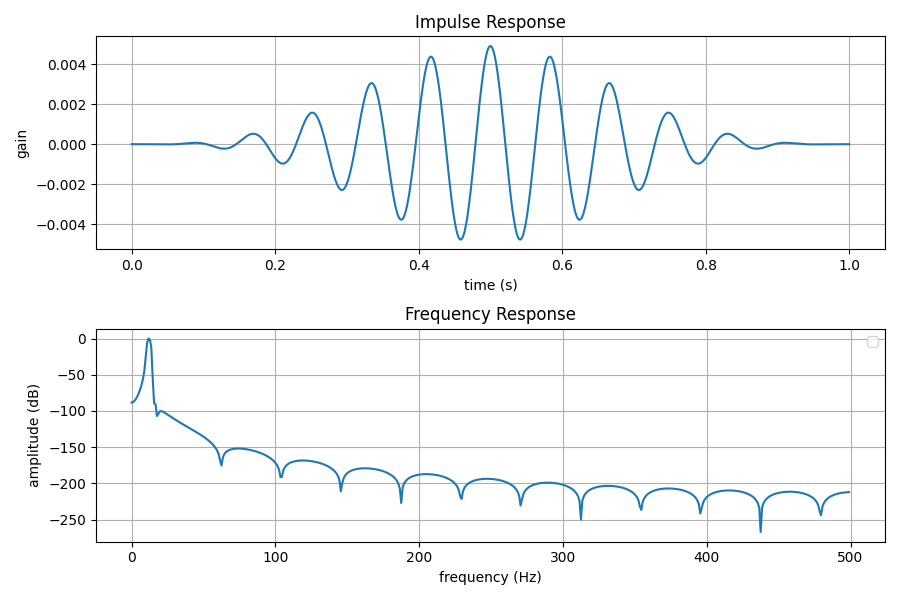 Impulse Response
gain
0.004
0.002
0.000
−0.002
−0.004
0.0 0.2 0.4 0.6 0.8 1.0
time (s)
Frequency Response
amplitude (dB)
0
−50
−100
−150
−200
−250
0 100 200 300 400 500
frequency (Hz)